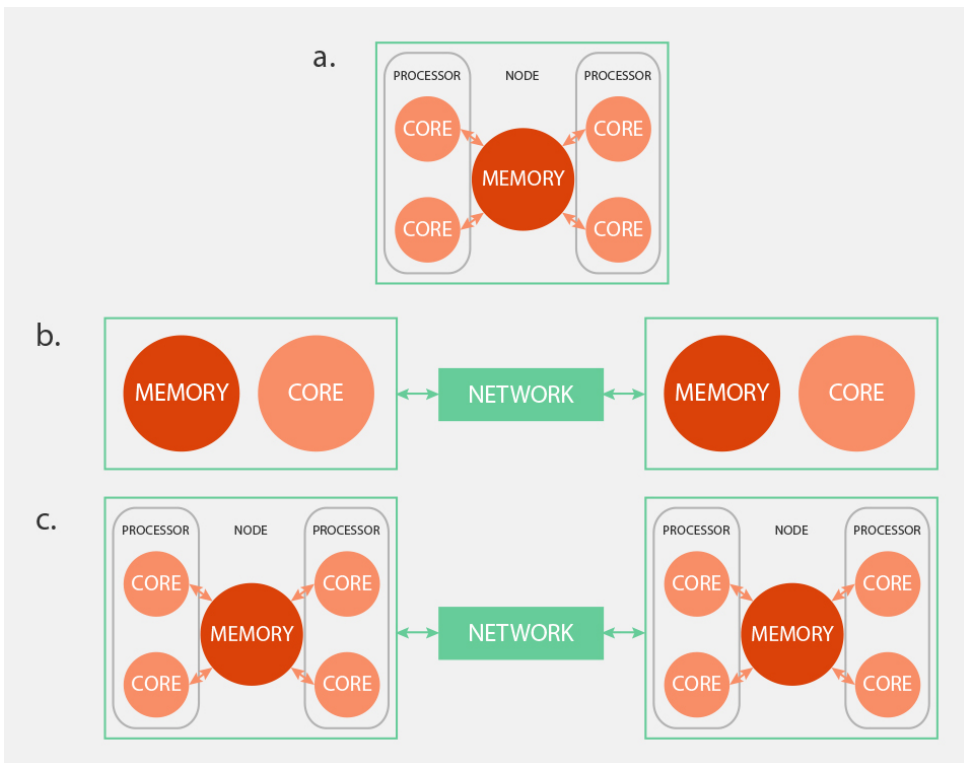 a.
PROCESSOR NODE PROCESSOR
CORE CORE
MEMORY
CORE CORE
b.
MEMORY CORE NETWORK MEMORY CORE
c.
PROCESSOR NODE PROCESSOR PROCESSOR NODE PROCESSOR
CORE CORE CORE CORE
MEMORY NETWORK MEMORY
CORE CORE CORE CORE